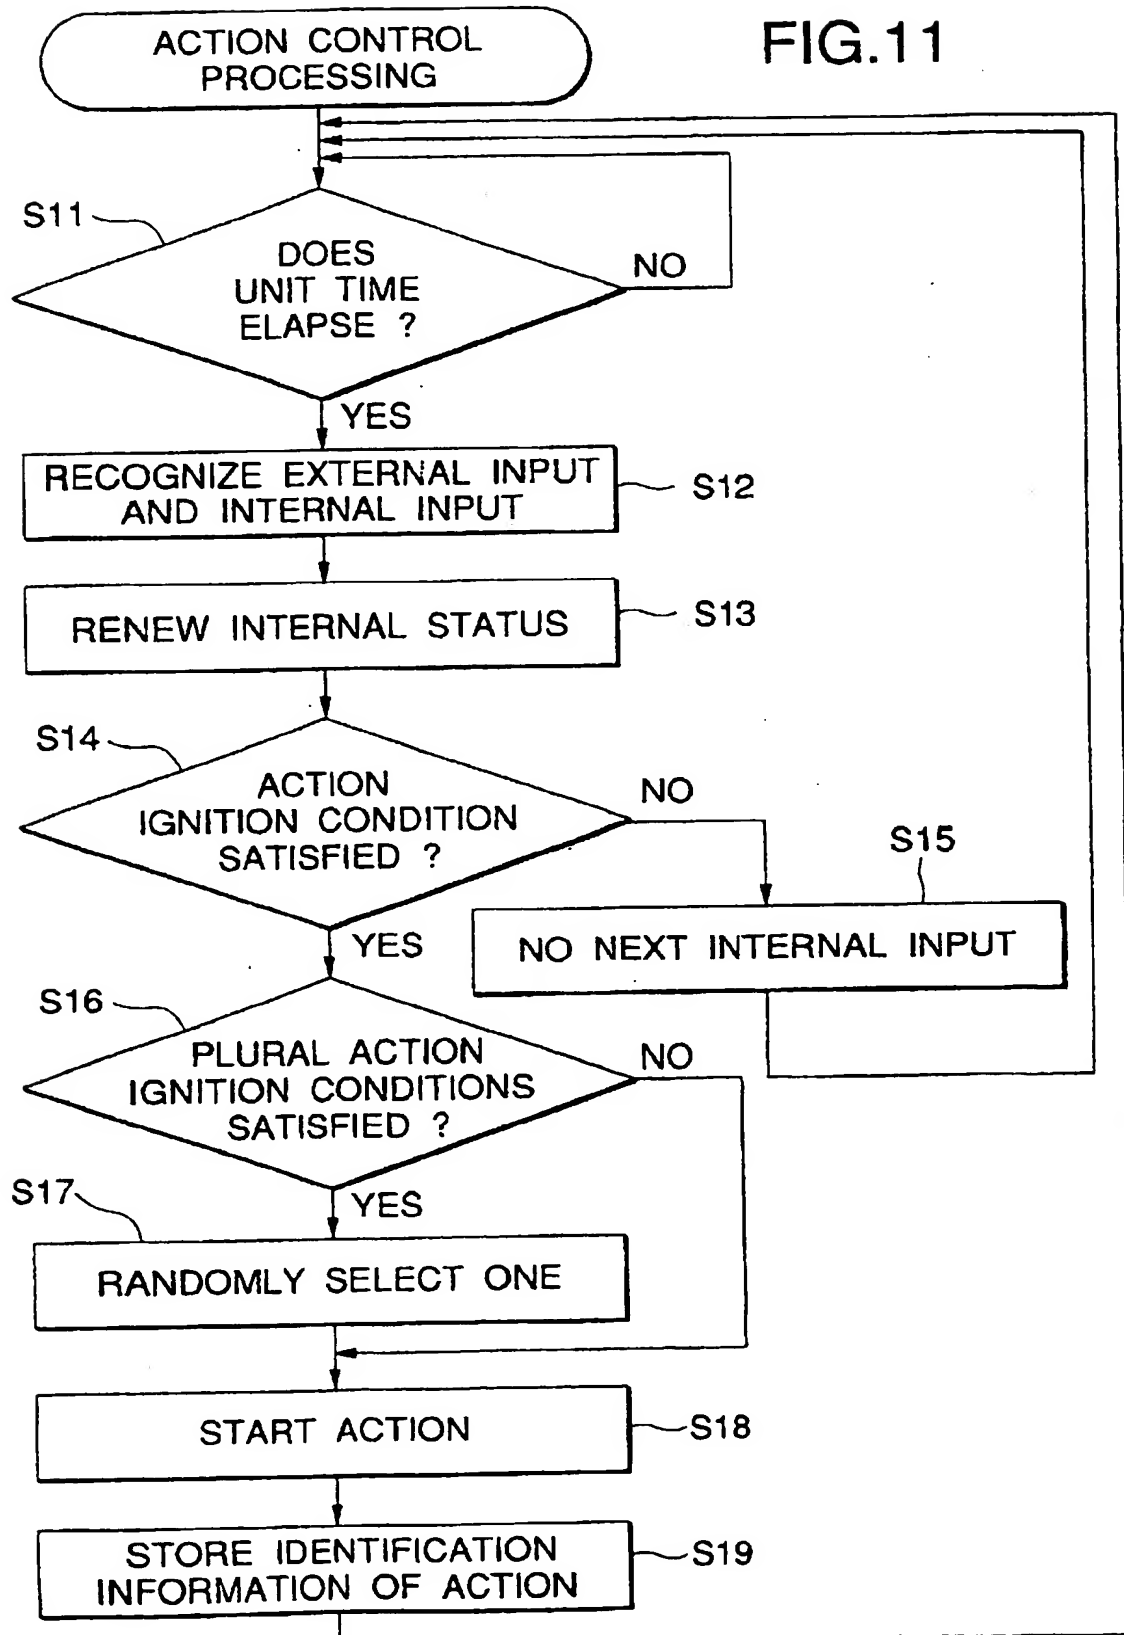 FIG.11
ACTION CONTROL
PROCESSING
S11
DOES
UNIT TIME
ELAPSE ?
NO
YES
RECOGNIZE EXTERNAL INPUT
AND INTERNAL INPUT
S12
RENEW INTERNAL STATUS
S13
S14
ACTION
IGNITION CONDITION
SATISFIED ?
NO
S15
YES
NO NEXT INTERNAL INPUT
S16
PLURAL ACTION
IGNITION CONDITIONS
SATISFIED ?
NO
S17
YES
RANDOMLY SELECT ONE
START ACTION
S18
STORE IDENTIFICATION
INFORMATION OF ACTION
S19